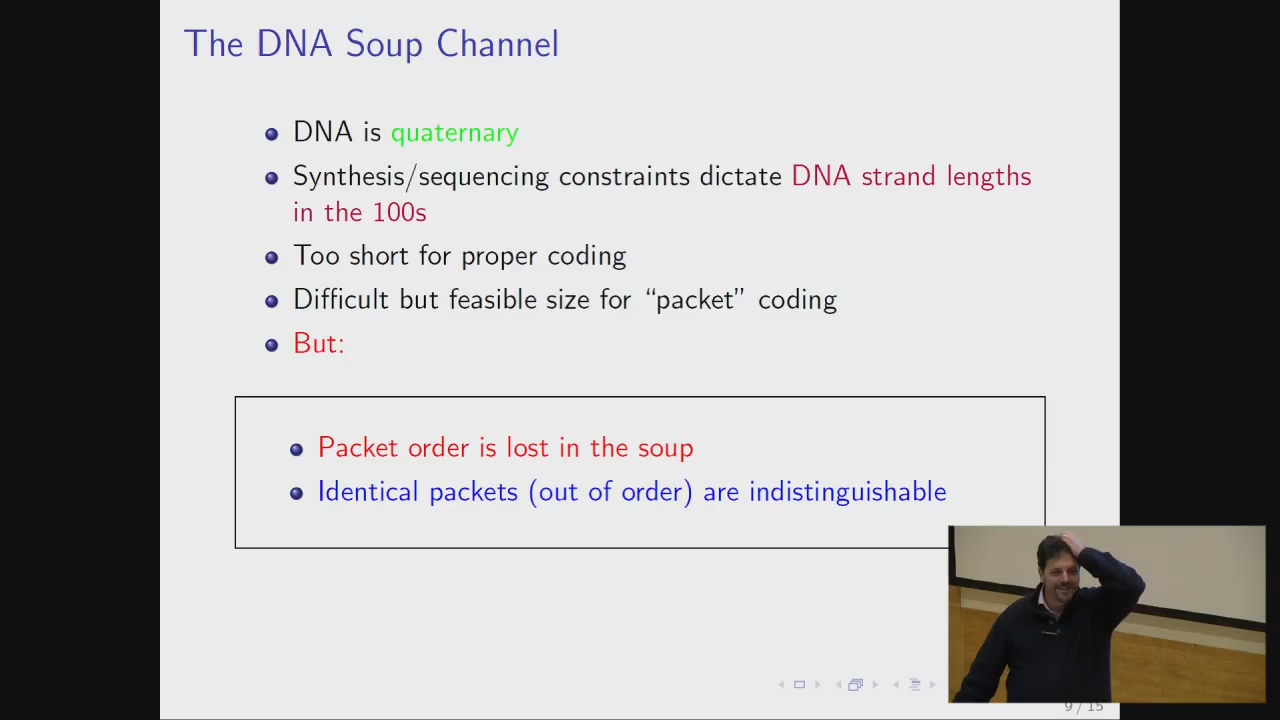 The DNA Soup Channel
DNA is quaternary
Synthesis/sequencing constraints dictate DNA strand lengths
in the 100s
Too short for proper coding
Difficult but feasible size for “packet” coding
But:
Packet order is lost in the soup
Identical packets (out of order) are indistinguishable
9 / 15